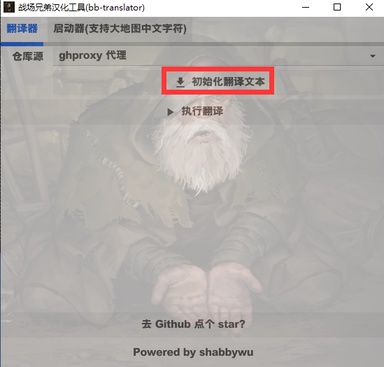 战场兄弟汉化工具(bb-translator)
翻译器 启动器(支持大地图中文字符)
仓库源 ghproxy 代理
初始化翻译文本
执行翻译
去 Github 点个 star?
Powered by shabbywu